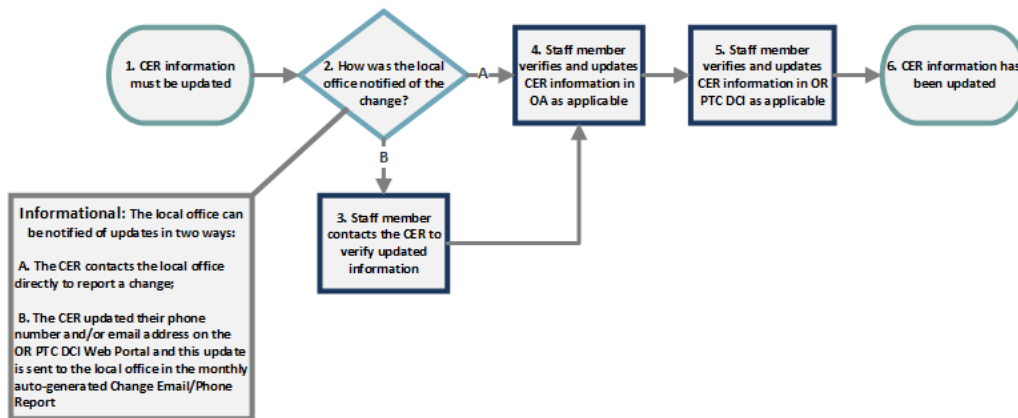 1. CER information
must be updated
2. How was the local
office notified of the
change?
A
4. Staff member
verifies and updates
CER information in
OA as applicable
5. Staff member
verifies and updates
CER information in OR
PTC DCI as applicable
6. CER information has
been updated
B
3. Staff member
contacts the CER to
verify updated
information
Informational: The local office can
be notified of updates in two ways:
A. The CER contacts the local office
directly to report a change;
B. The CER updated their phone
number and/or email address on the
OR PTC DCI Web Portal and this update
is sent to the local office in the monthly
auto-generated Change Email/Phone
Report